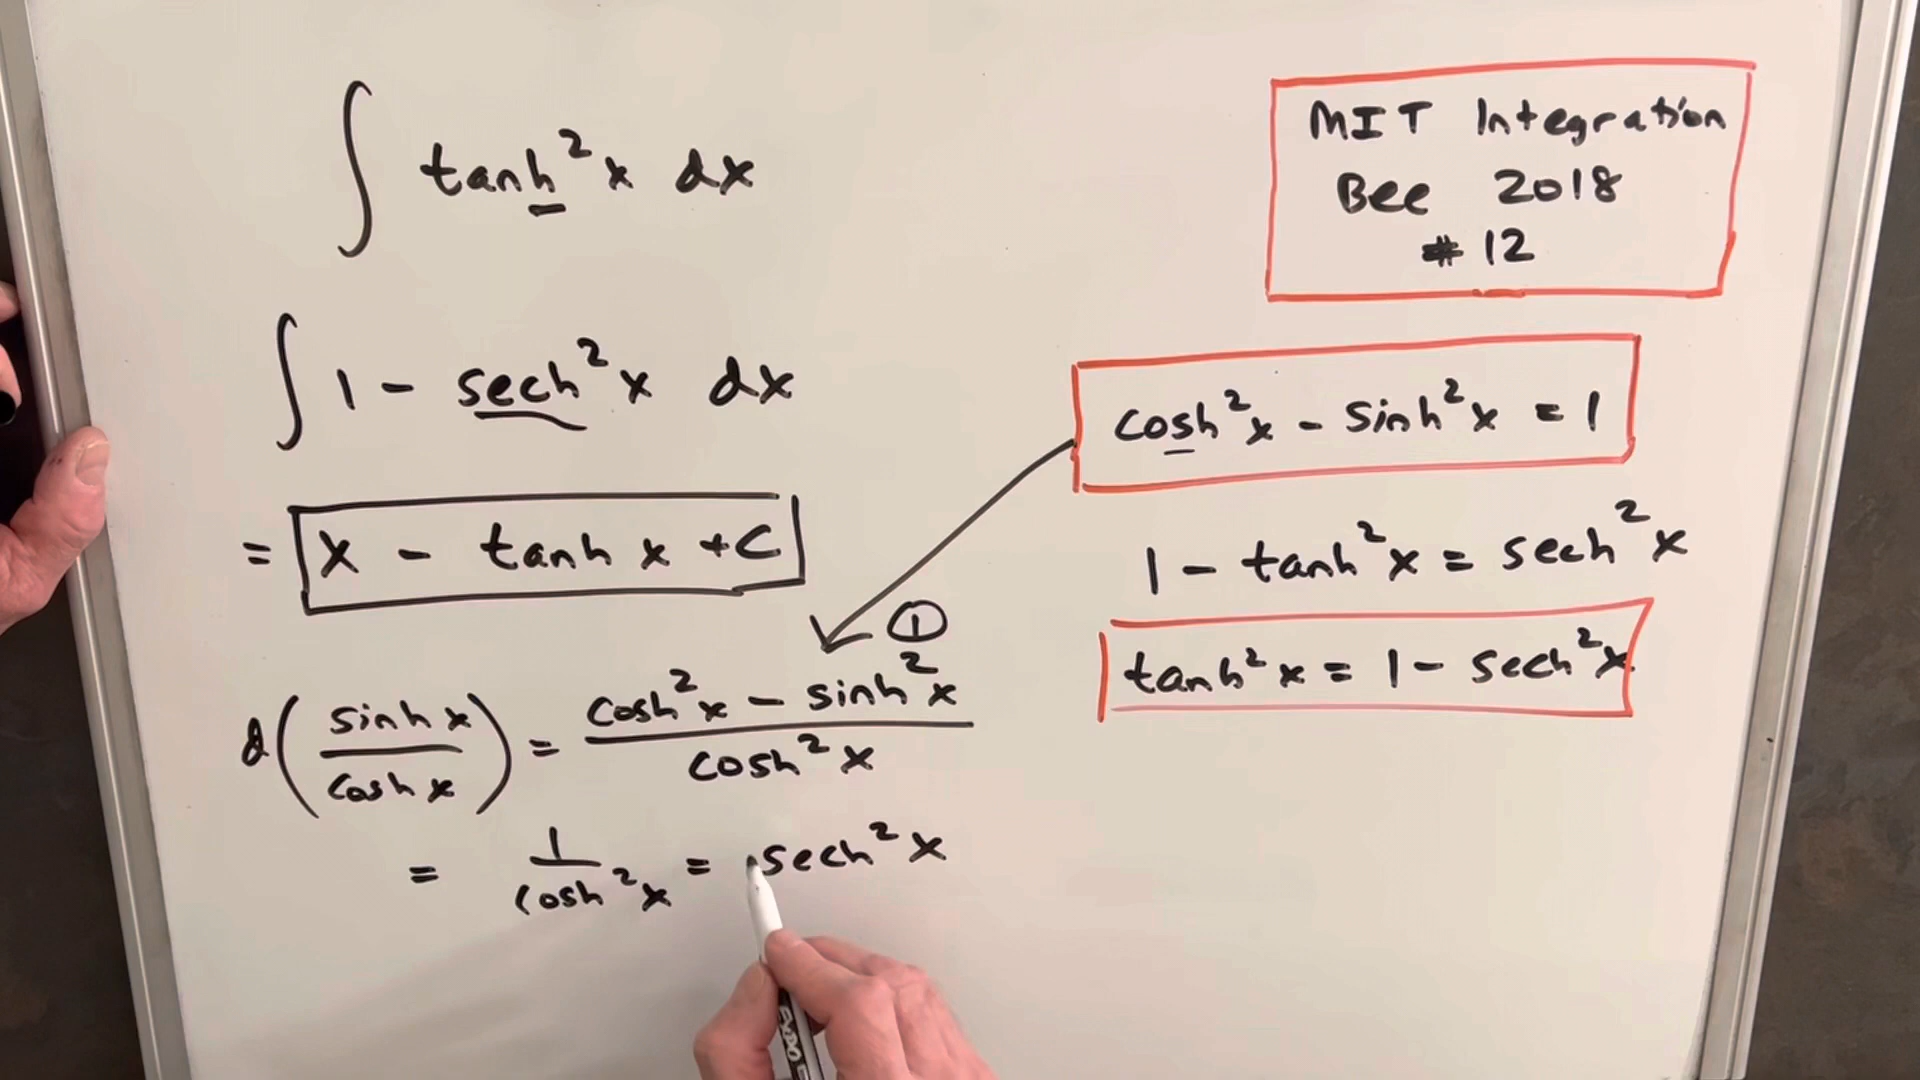 ∫ tanh²x dx
∫ 1 - sech²x dx
= x - tanh x + C
d(sinh x / cosh x) = (cosh²x - sinh²x) / cosh²x
①
= 1 / cosh²x = sech²x
MIT Integration
Bee 2018
# 12
cosh²x - sinh²x = 1
1 - tanh²x = sech²x
tanh²x = 1 - sech²x
EXPO